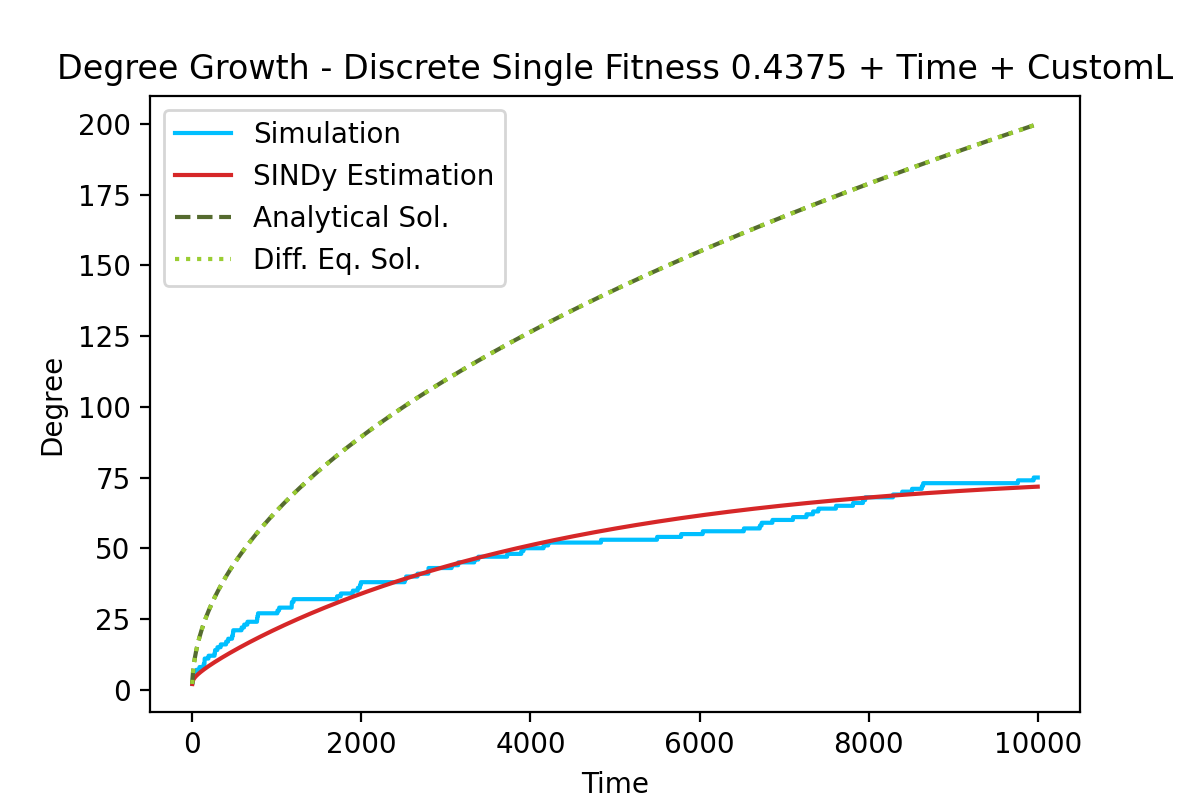 Degree Growth - Discrete Single Fitness 0.4375 + Time + CustomL
Simulation
SINDy Estimation
Analytical Sol.
Diff. Eq. Sol.
200
175
150
125
100
75
50
25
0
Degree
0 2000 4000 6000 8000 10000
Time